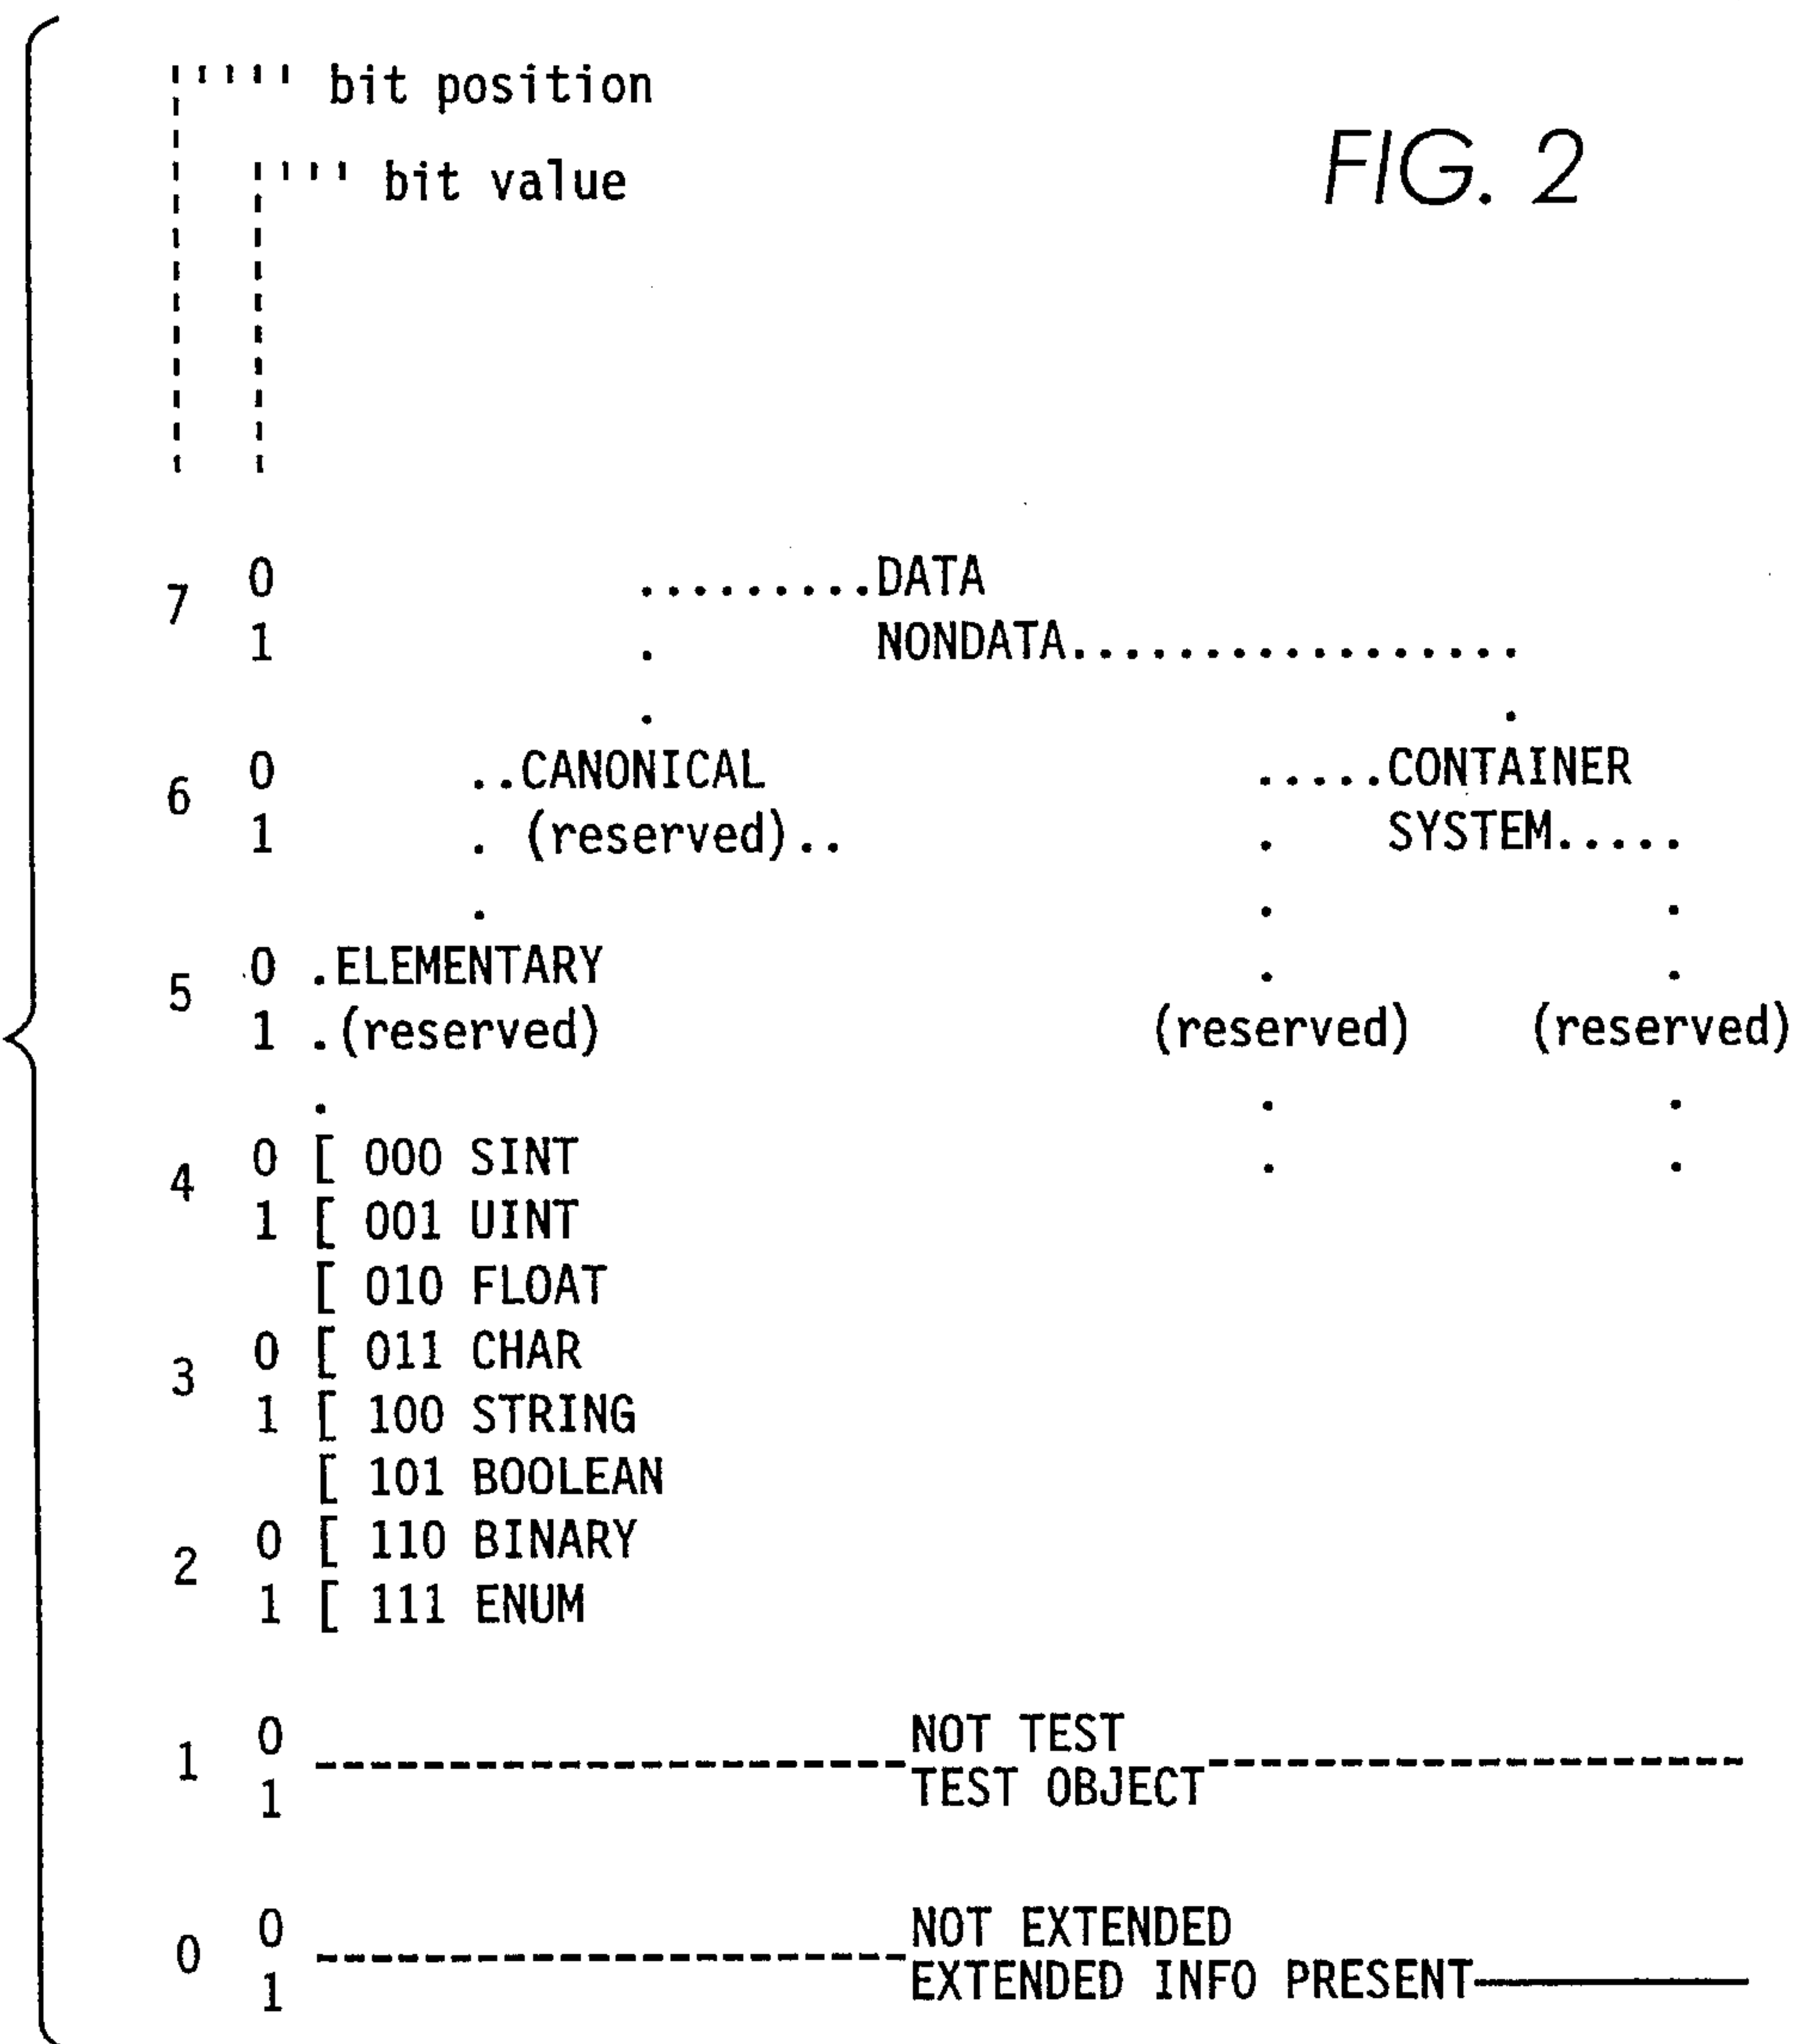 bit position
FIG. 2
bit value
0 .........DATA
7
1 . NONDATA.................
. .
0 ..CANONICAL .....CONTAINER
6
1 . (reserved).. . SYSTEM.....
. . .
0 .ELEMENTARY . .
5
1 .(reserved) (reserved) (reserved)
. . .
0 [ 000 SINT . .
4
1 [ 001 UINT
[ 010 FLOAT
0 [ 011 CHAR
3
1 [ 100 STRING
[ 101 BOOLEAN
0 [ 110 BINARY
2
1 [ 111 ENUM
0 NOT TEST
1 ----------------------
1 TEST OBJECT--------------------
0 NOT EXTENDED
0 ----------------------
1 EXTENDED INFO PRESENT